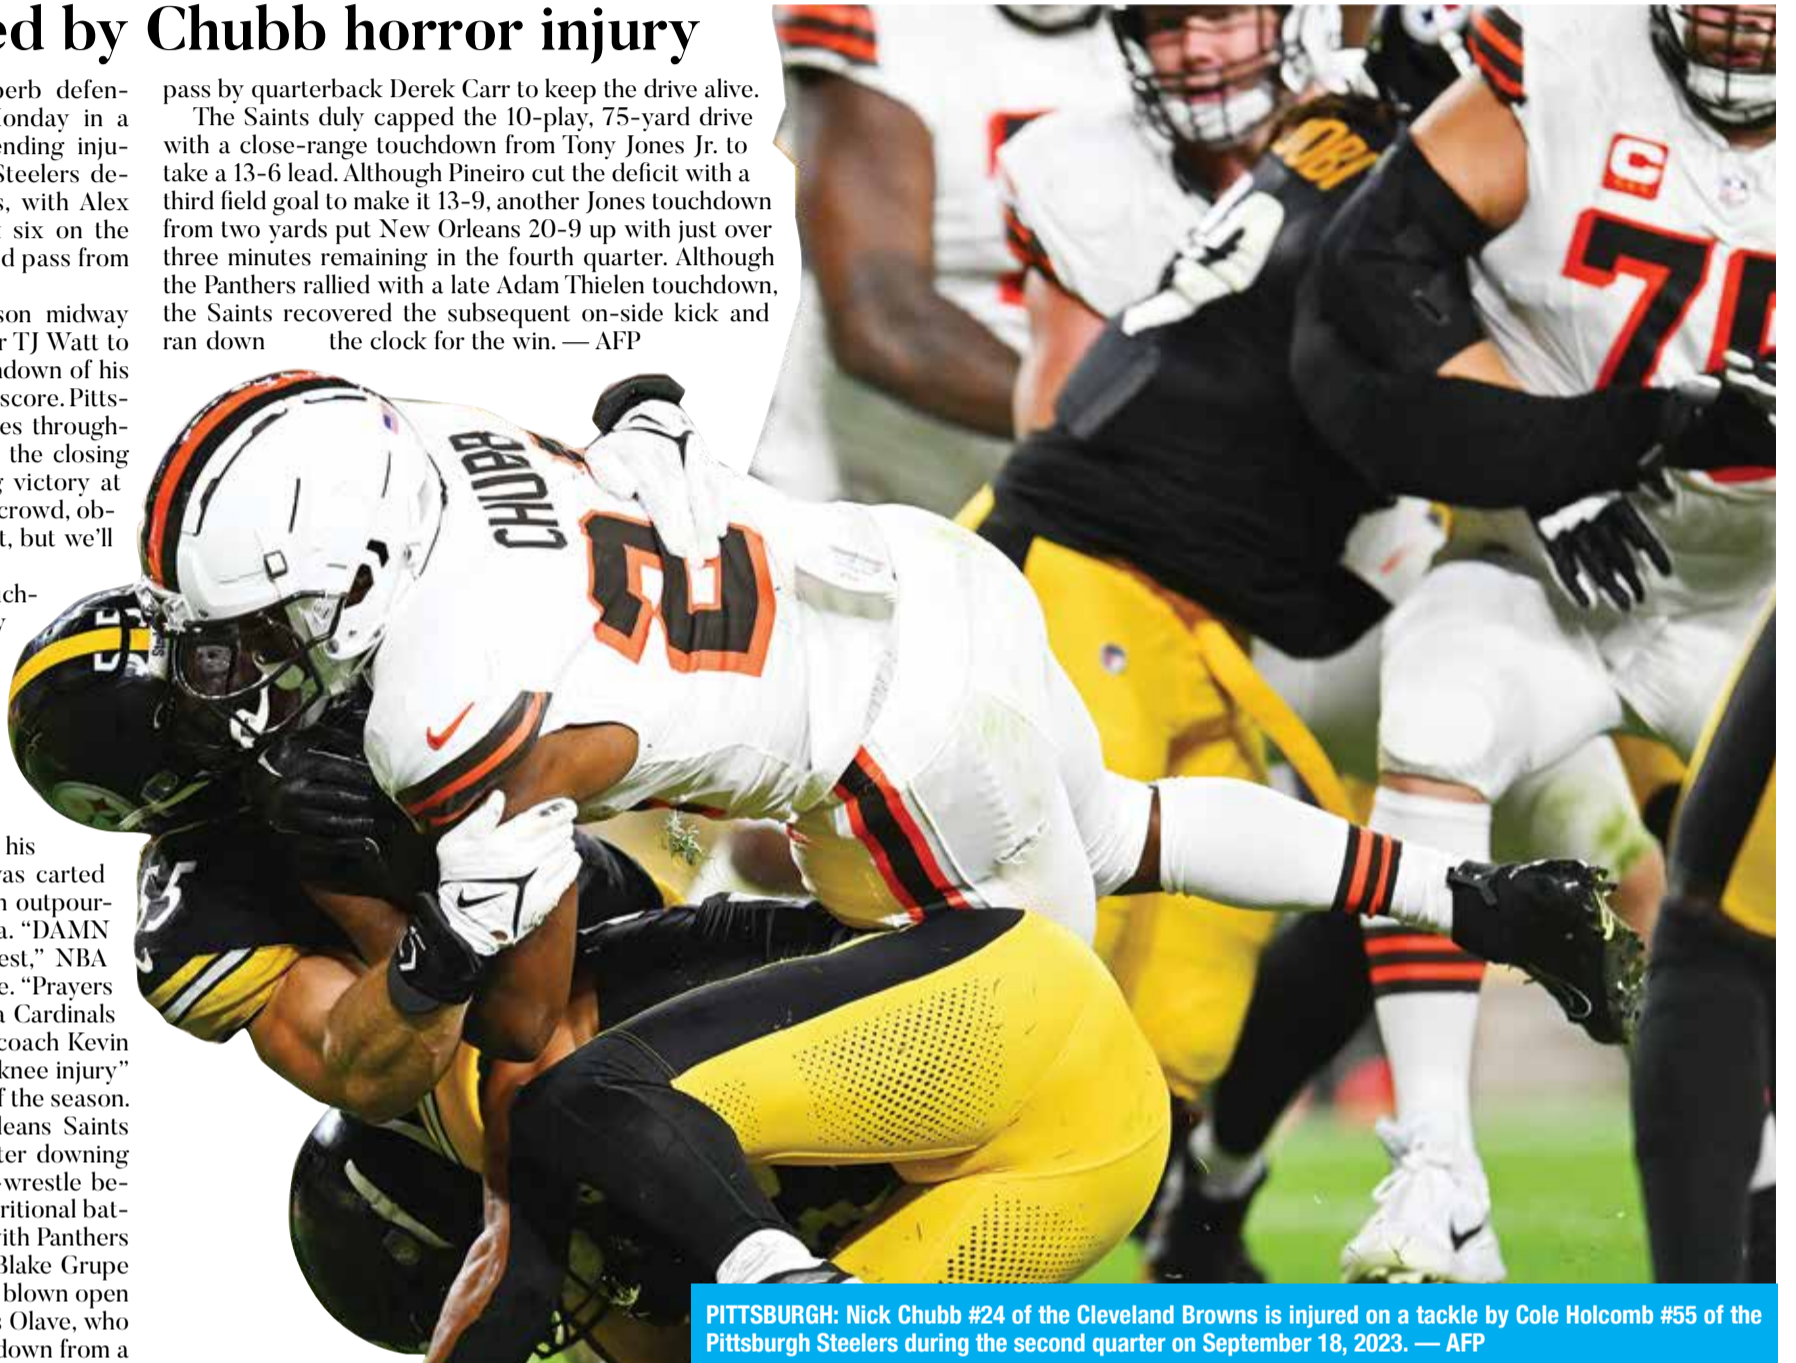 ed by Chubb horror injury
erb defen-
onday in a
ending inju-
Steelers de-
s, with Alex
six on the
d pass from
son midway
r TJ Watt to
hdown of his
score. Pitts-
es through-
the closing
g victory at
crowd, ob-
t, but we'll
ich-
y
his
as carted
n outpour-
a. “DAMN
est,” NBA
e. “Prayers
a Cardinals
coach Kevin
knee injury”
f the season.
leans Saints
ter downing
-wrestle be-
ritional bat-
ith Panthers
Blake Grupe
blown open
s Olave, who
down from a
pass by quarterback Derek Carr to keep the drive alive.
The Saints duly capped the 10-play, 75-yard drive
with a close-range touchdown from Tony Jones Jr. to
take a 13-6 lead. Although Pineiro cut the deficit with a
third field goal to make it 13-9, another Jones touchdown
from two yards put New Orleans 20-9 up with just over
three minutes remaining in the fourth quarter. Although
the Panthers rallied with a late Adam Thielen touchdown,
the Saints recovered the subsequent on-side kick and
ran down the clock for the win. — AFP
C
75
CHUBB
2
55
55
PITTSBURGH: Nick Chubb #24 of the Cleveland Browns is injured on a tackle by Cole Holcomb #55 of the
Pittsburgh Steelers during the second quarter on September 18, 2023. — AFP